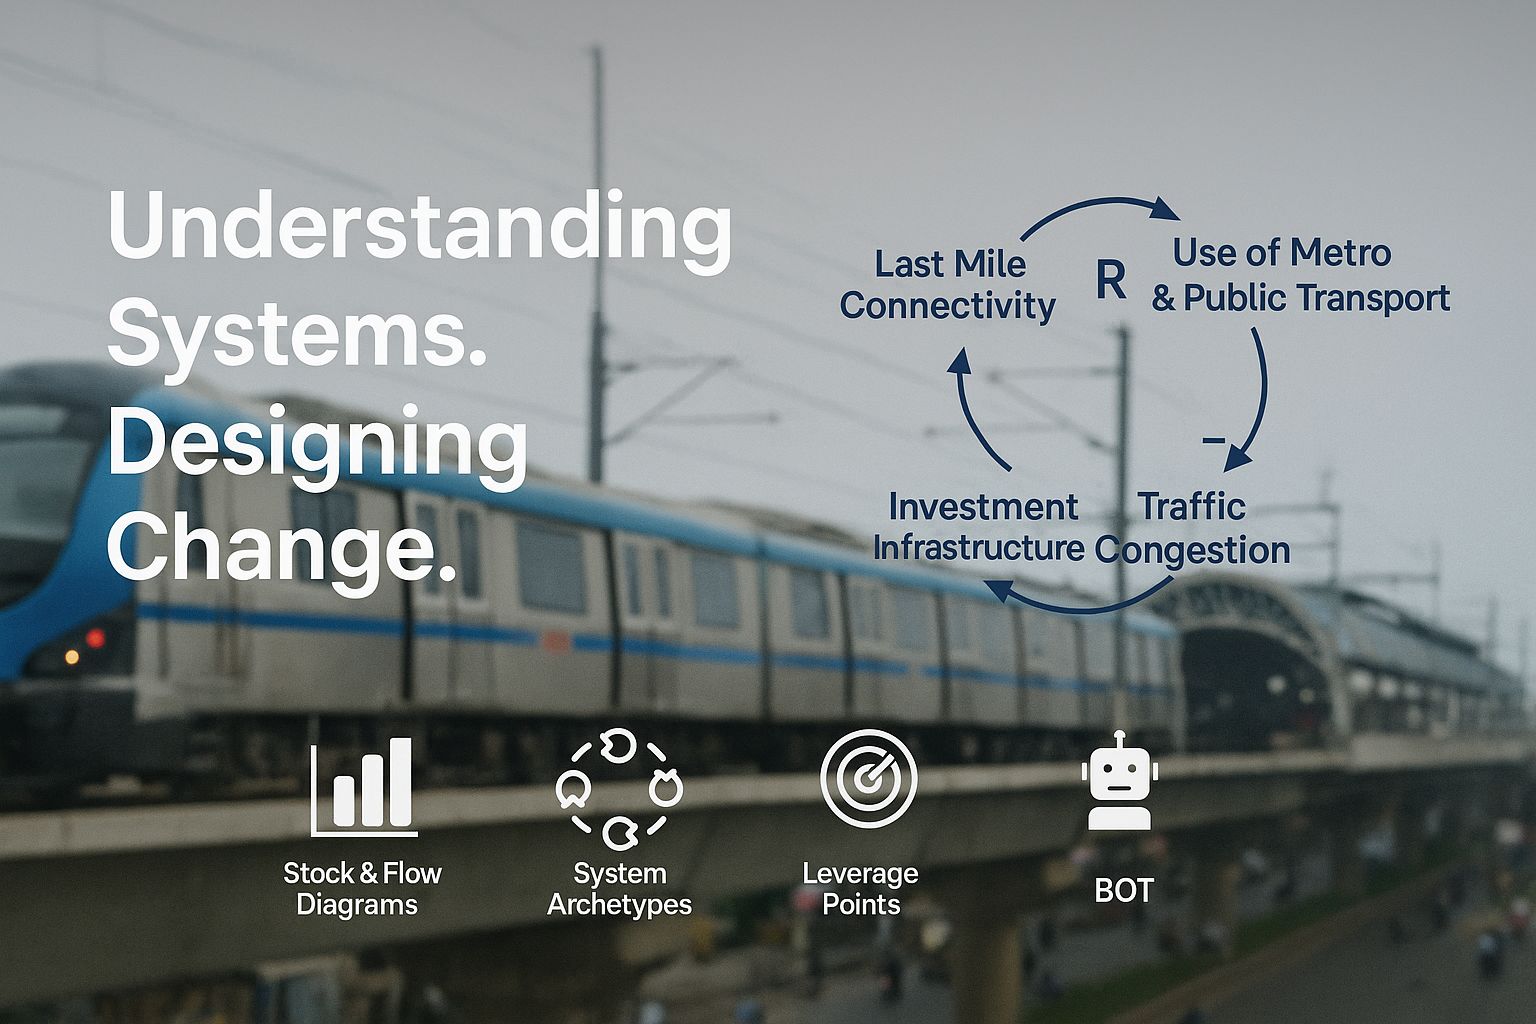 Understanding
Systems.
Designing
Change.
Last Mile
Connectivity
R
Use of Metro
& Public Transport
–
Investment
Infrastructure
Traffic
Congestion
Stock & Flow
Diagrams
System
Archetypes
Leverage
Points
BOT